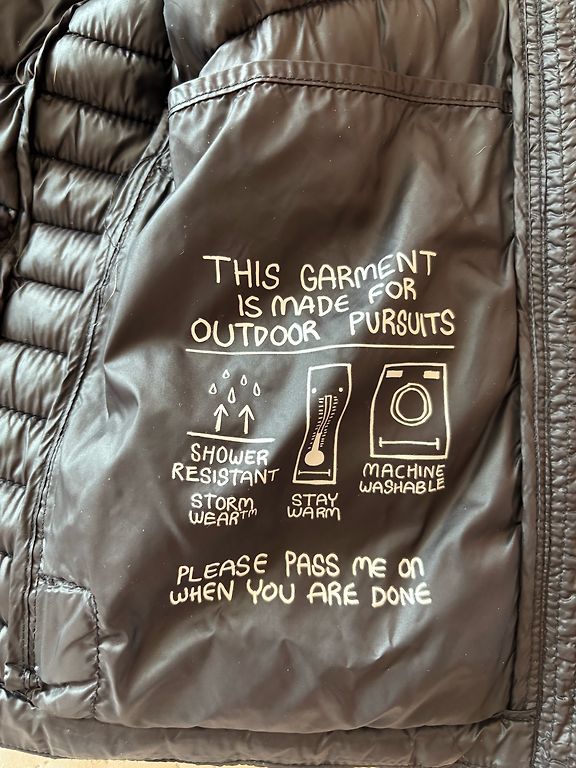 THIS GARMENT
IS MADE FOR
OUTDOOR PURSUITS
SHOWER
RESISTANT
STORM
WEAR™
STAY
WARM
MACHINE
WASHABLE
PLEASE PASS ME ON
WHEN YOU ARE DONE